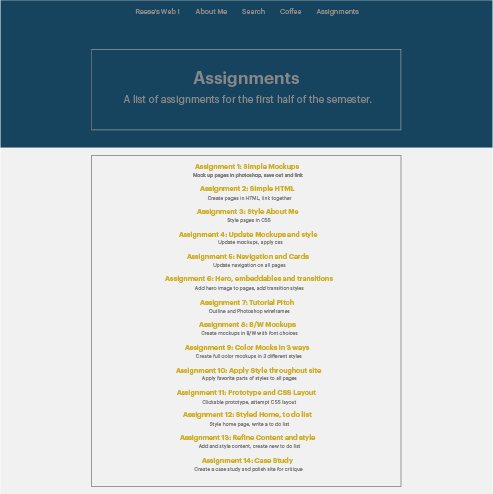 Reese's Web I About Me Search Coffee Assignments
Assignments
A list of assignments for the first half of the semester.
Assignment 1: Simple Mockups
Mock up pages in photoshop, save out and link
Assignment 2: Simple HTML
Create pages in HTML, link together
Assignment 3: Style About Me
Style pages in CSS
Assignment 4: Update Mockups and style
Update mockups, apply css
Assignment 5: Navigation and Cards
Update navigation on all pages
Assignment 6: Hero, embeddables and transitions
Add hero image to pages, add transition styles
Assignment 7: Tutorial Pitch
Outline and Photoshop wireframes
Assignment 8: B/W Mockups
Create mockups in B/W with font choices
Assignment 9: Color Mocks in 3 ways
Create full color mockups in 3 different styles
Assignment 10: Apply Style throughout site
Apply favorite parts of styles to all pages
Assignment 11: Prototype and CSS Layout
Clickable prototype, attempt CSS layout
Assignment 12: Styled Home, to do list
Style home page, write a to do list
Assignment 13: Refine Content and style
Add and style content, create new to do list
Assignment 14: Case Study
Create a case study and polish site for critique